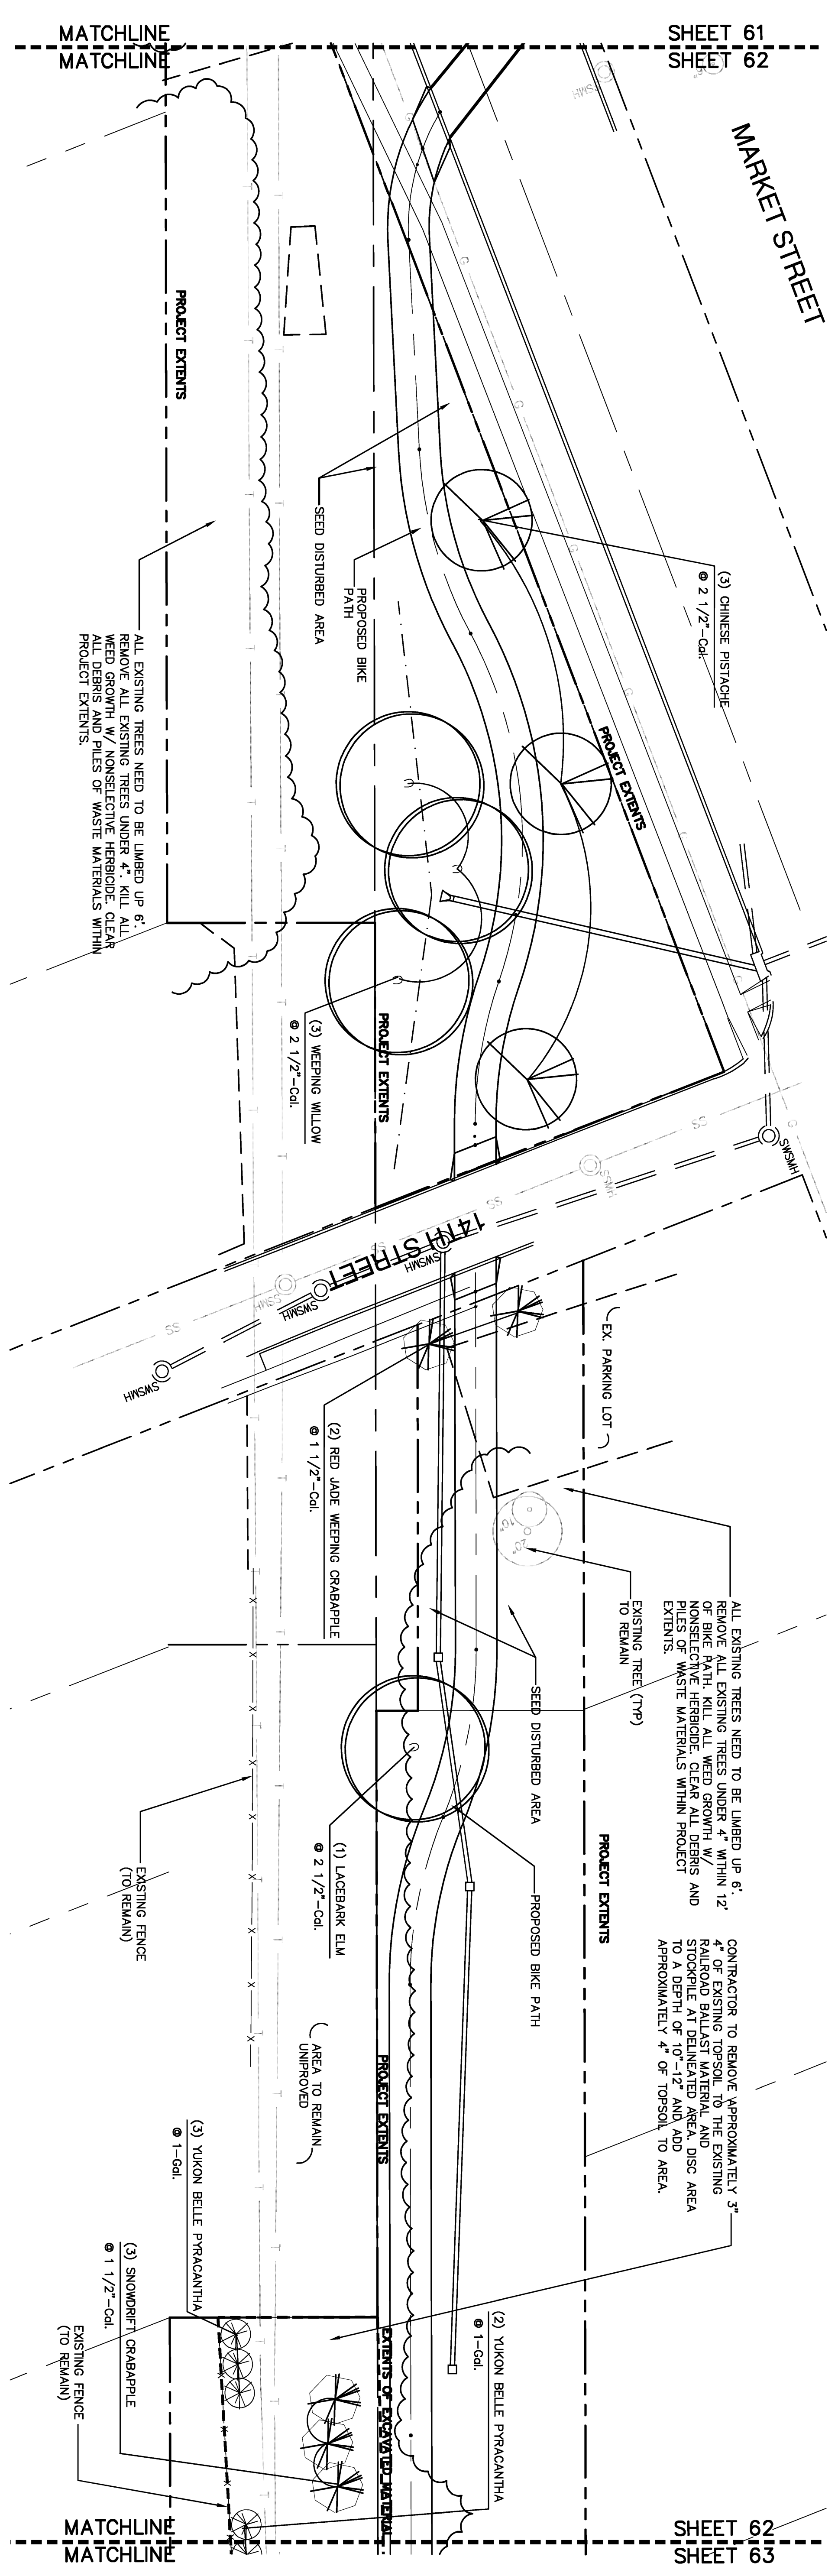 MATCHLINE
SHEET 61
MATCHLINE
SHEET 62
SWSMH
MARKET STREET
PROJECT EXTENTS
SEED DISTURBED AREA
PROPOSED BIKE
PATH
(3) CHINESE PISTACHE
@ 2 1/2"-Cal.
ALL EXISTING TREES NEED TO BE LIMBED UP 6'.
REMOVE ALL EXISTING TREES UNDER 4". KILL ALL
WEED GROWTH W/ NONSELECTIVE HERBICIDE. CLEAR
ALL DEBRIS AND PILES OF WASTE MATERIALS WITHIN
PROJECT EXTENTS.
PROJECT EXTENTS
(3) WEEPING WILLOW
@ 2 1/2"-Cal.
PROJECT EXTENTS
SWSMH
SSMH
14TH STREET
SWSMH
SSMH
SWSMH
SWSMH
EX. PARKING LOT
(2) RED JADE WEEPING CRABAPPLE
@ 1 1/2"-Cal.
10"
20"
EXISTING TREE (TYP)
TO REMAIN
ALL EXISTING TREES NEED TO BE LIMBED UP 6'.
REMOVE ALL EXISTING TREES UNDER 4" WITHIN 12'
OF BIKE PATH. KILL ALL WEED GROWTH W/
NONSELECTIVE HERBICIDE. CLEAR ALL DEBRIS AND
PILES OF WASTE MATERIALS WITHIN PROJECT
EXTENTS.
SEED DISTURBED AREA
(1) LACEBARK ELM
@ 2 1/2"-Cal.
PROJECT EXTENTS
PROPOSED BIKE PATH
EXISTING FENCE
(TO REMAIN)
CONTRACTOR TO REMOVE APPROXIMATELY 3"
4" OF EXISTING TOPSOIL TO THE EXISTING
RAILROAD BALLAST MATERIAL AND
STOCKPILE AT DELINEATED AREA. DISC AREA
TO A DEPTH OF 10"-12" AND ADD
APPROXIMATELY 4" OF TOPSOIL TO AREA.
AREA TO REMAIN
UNIPROVED
PROJECT EXTENTS
(3) YUKON BELLE PYRACANTHA
@ 1-Gal.
(3) SNOWDRIFT CRABAPPLE
@ 1 1/2"-Cal.
EXISTING FENCE
(TO REMAIN)
EXTENTS OF EXCAVATED MATERIAL
(2) YUKON BELLE PYRACANTHA
@ 1-Gal.
MATCHLINE
SHEET 62
MATCHLINE
SHEET 63